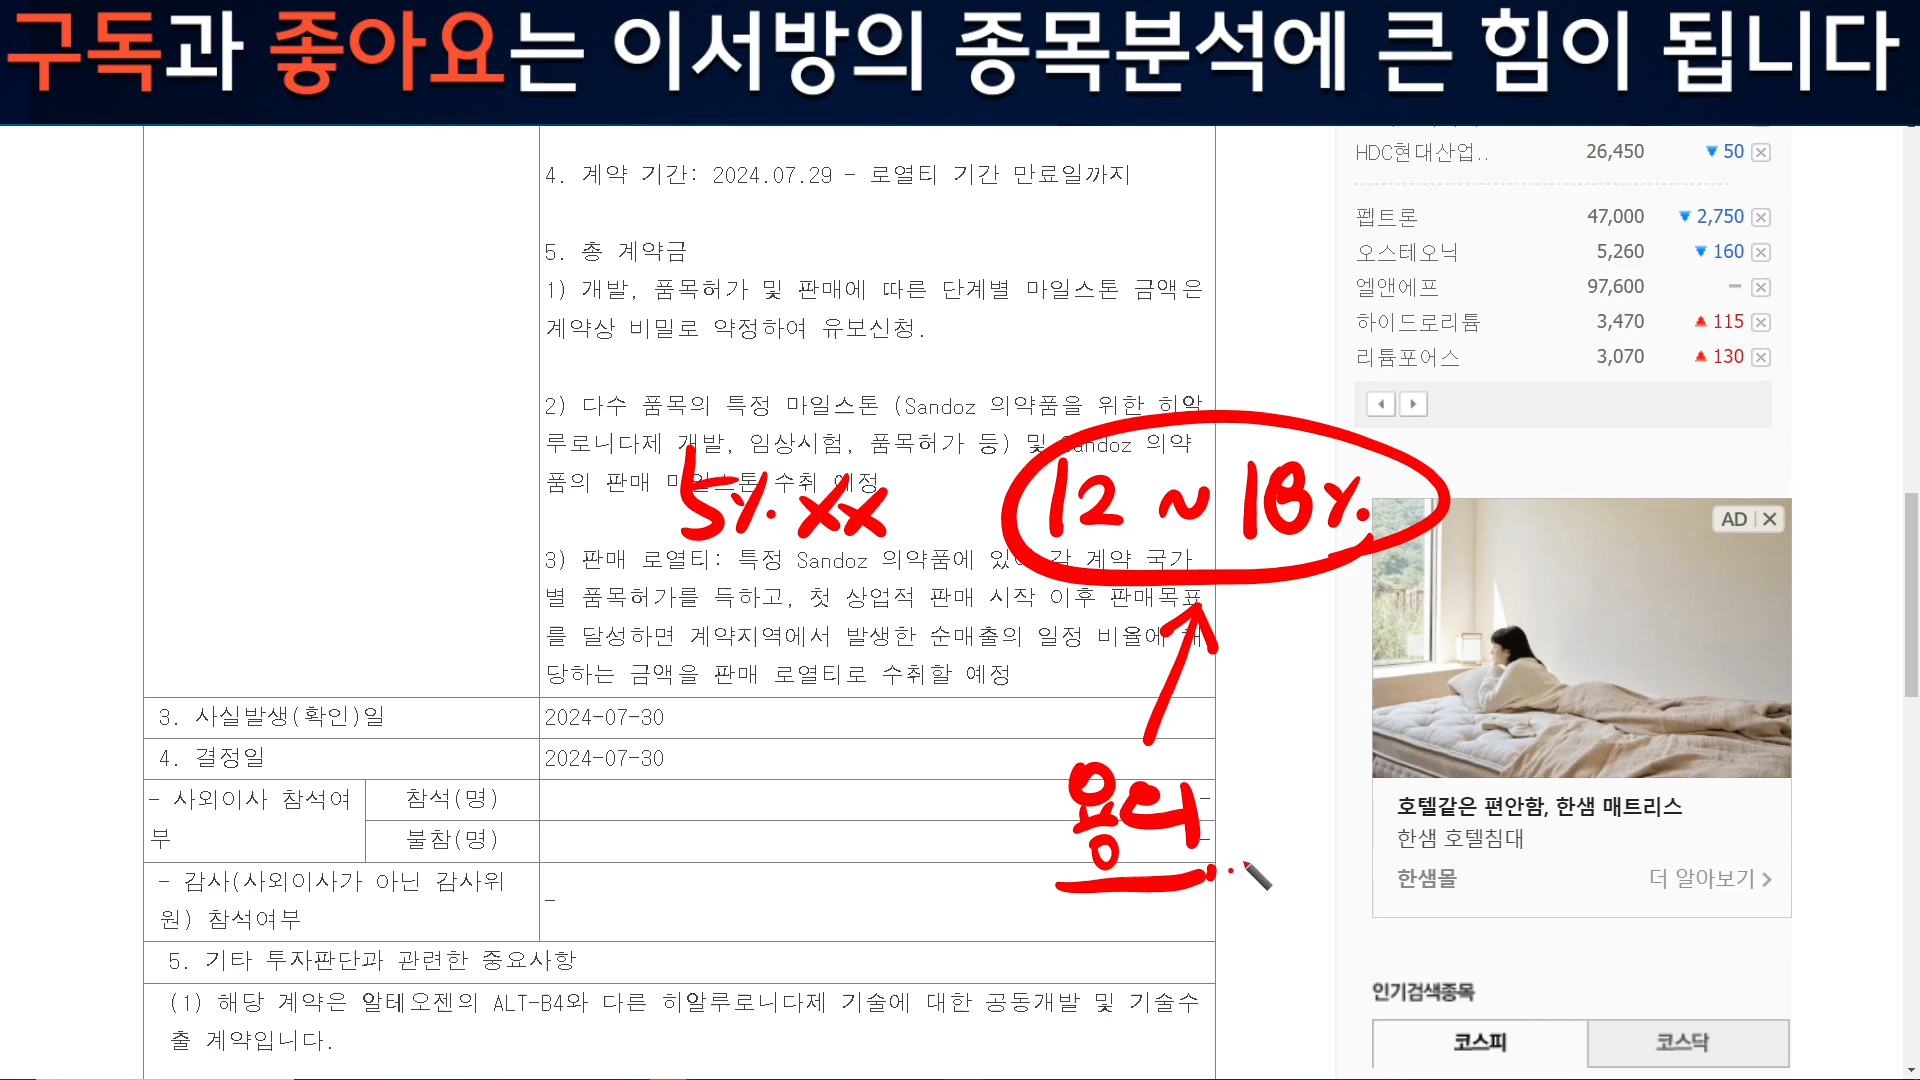 구독과 좋아요는 이서방의 종목분석에 큰 힘이 됩니다
4. 계약 기간: 2024.07.29 - 로열티 기간 만료일까지
5. 총 계약금
1) 개발, 품목허가 및 판매에 따른 단계별 마일스톤 금액은
계약상 비밀로 약정하여 유보신청.
2) 다수 품목의 특정 마일스톤 (Sandoz 의약품을 위한 히알
루로니다제 개발, 임상시험, 품목허가 등) 및 Sandoz 의약
품의 판매 마일스톤 수취 예정
5%.xx
12 ~ 18%.
3) 판매 로열티: 특정 Sandoz 의약품에 있어 각 계약 국가
별 품목허가를 득하고, 첫 상업적 판매 시작 이후 판매목표
를 달성하면 계약지역에서 발생한 순매출의 일정 비율에 해
당하는 금액을 판매 로열티로 수취할 예정
3. 사실발생(확인)일 2024-07-30
4. 결정일 2024-07-30
- 사외이사 참석여
부
참석(명) -
불참(명) -
- 감사(사외이사가 아닌 감사위
원) 참석여부
-
5. 기타 투자판단과 관련한 중요사항
(1) 해당 계약은 알테오젠의 ALT-B4와 다른 히알루로니다제 기술에 대한 공동개발 및 기술수
출 계약입니다.
HDC현대산업.. 26,450 ▼ 50
펩트론 47,000 ▼ 2,750
오스테오닉 5,260 ▼ 160
엘앤에프 97,600 -
하이드로리튬 3,470 ▲ 115
리튬포어스 3,070 ▲ 130
AD
호텔같은 편안함, 한샘 매트리스
한샘 호텔침대
한샘몰 더 알아보기 >
인기검색종목
코스피 코스닥